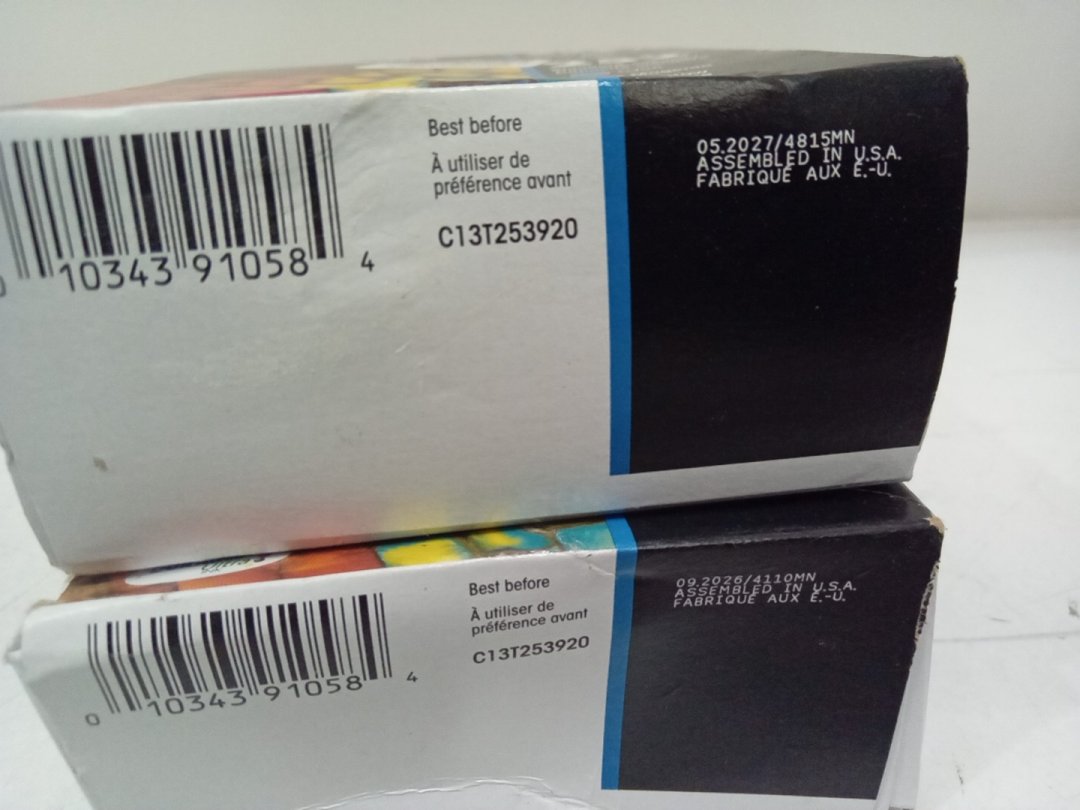 Best before
À utiliser de
préférence avant
C13T253920
05.2027/4815MN
ASSEMBLED IN U.S.A.
FABRIQUÉ AUX É.-U.
0 10343 91058 4
Best before
À utiliser de
préférence avant
C13T253920
09.2026/4110MN
ASSEMBLED IN U.S.A.
FABRIQUÉ AUX É.-U.
0 10343 91058 4